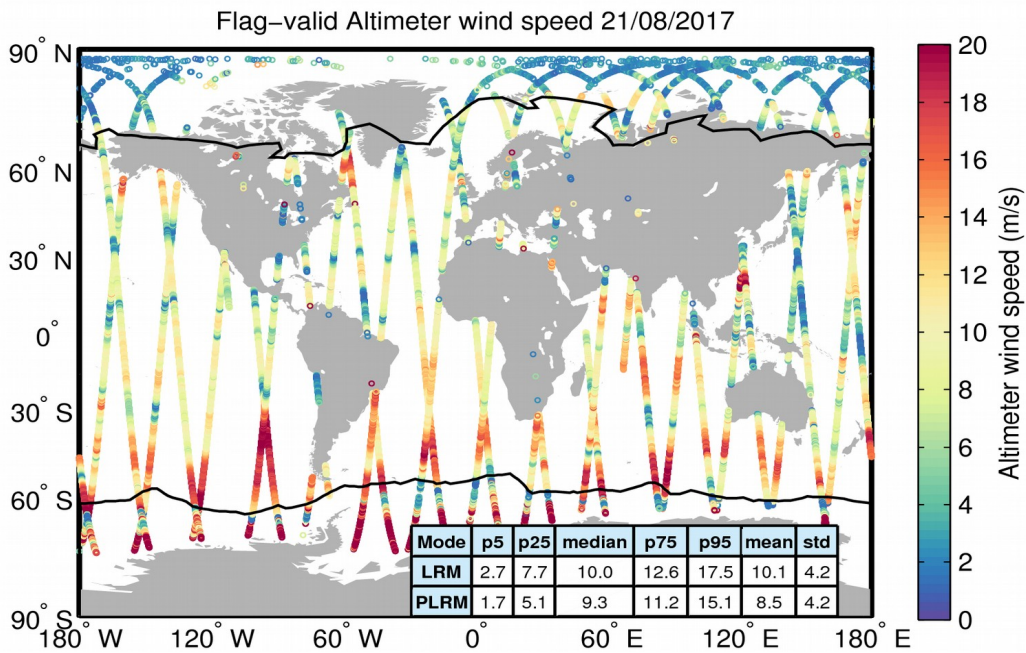 Flag−valid Altimeter wind speed 21/08/2017
90° N
60° N
30° N
0°
30° S
60° S
90° S
180° W
120° W
60° W
0°
60° E
120° E
180° E
Mode p5 p25 median p75 p95 mean std
LRM 2.7 7.7 10.0 12.6 17.5 10.1 4.2
PLRM 1.7 5.1 9.3 11.2 15.1 8.5 4.2
20
18
16
14
12
10
8
6
4
2
0
Altimeter wind speed (m/s)